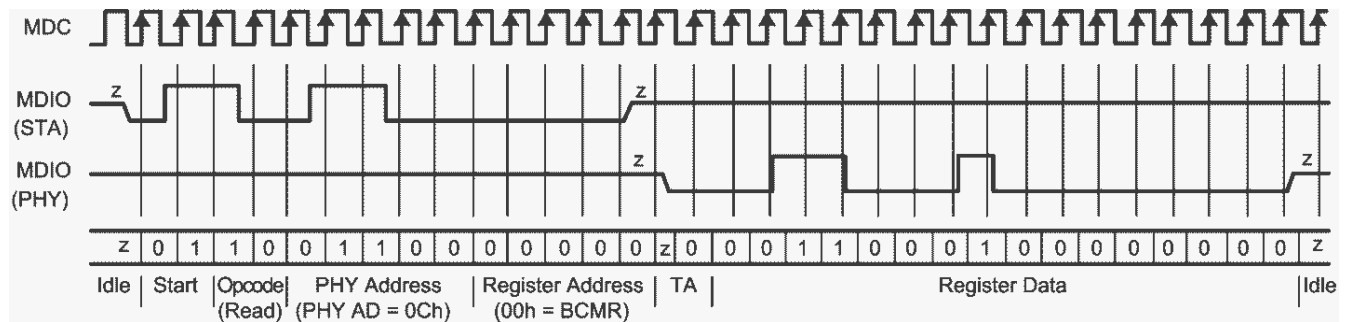 MDC
z
z
MDIO
(STA)
MDIO
(PHY)
z
z
z 0 1 1 0 0 1 1 0 0 0 0 0 0 0 z 0 0 0 1 1 0 0 0 1 0 0 0 0 0 0 0 0 z
Idle Start Opcode PHY Address Register Address TA Register Data Idle
(Read) (PHY AD = 0Ch) (00h = BCMR)